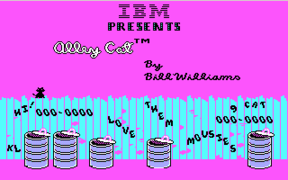 IBM
PRESENTS
Alley Cat™
By
Bill Williams
HI: 000-0000
LOVE THEM
9 CAT
000-0000
KL
MOUSIES